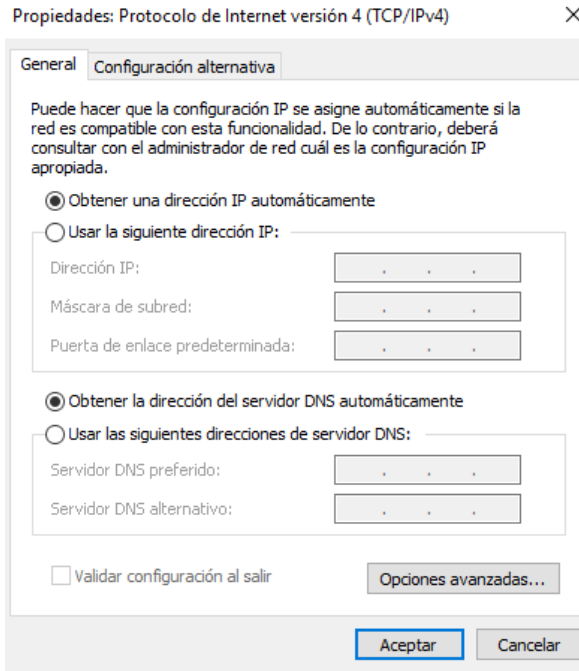 Propiedades: Protocolo de Internet versión 4 (TCP/IPv4)
General
Configuración alternativa
Puede hacer que la configuración IP se asigne automáticamente si la
red es compatible con esta funcionalidad. De lo contrario, deberá
consultar con el administrador de red cuál es la configuración IP
apropiada.
Obtener una dirección IP automáticamente
Usar la siguiente dirección IP:
Dirección IP:
Máscara de subred:
Puerta de enlace predeterminada:
Obtener la dirección del servidor DNS automáticamente
Usar las siguientes direcciones de servidor DNS:
Servidor DNS preferido:
Servidor DNS alternativo:
Validar configuración al salir
Opciones avanzadas...
Aceptar
Cancelar